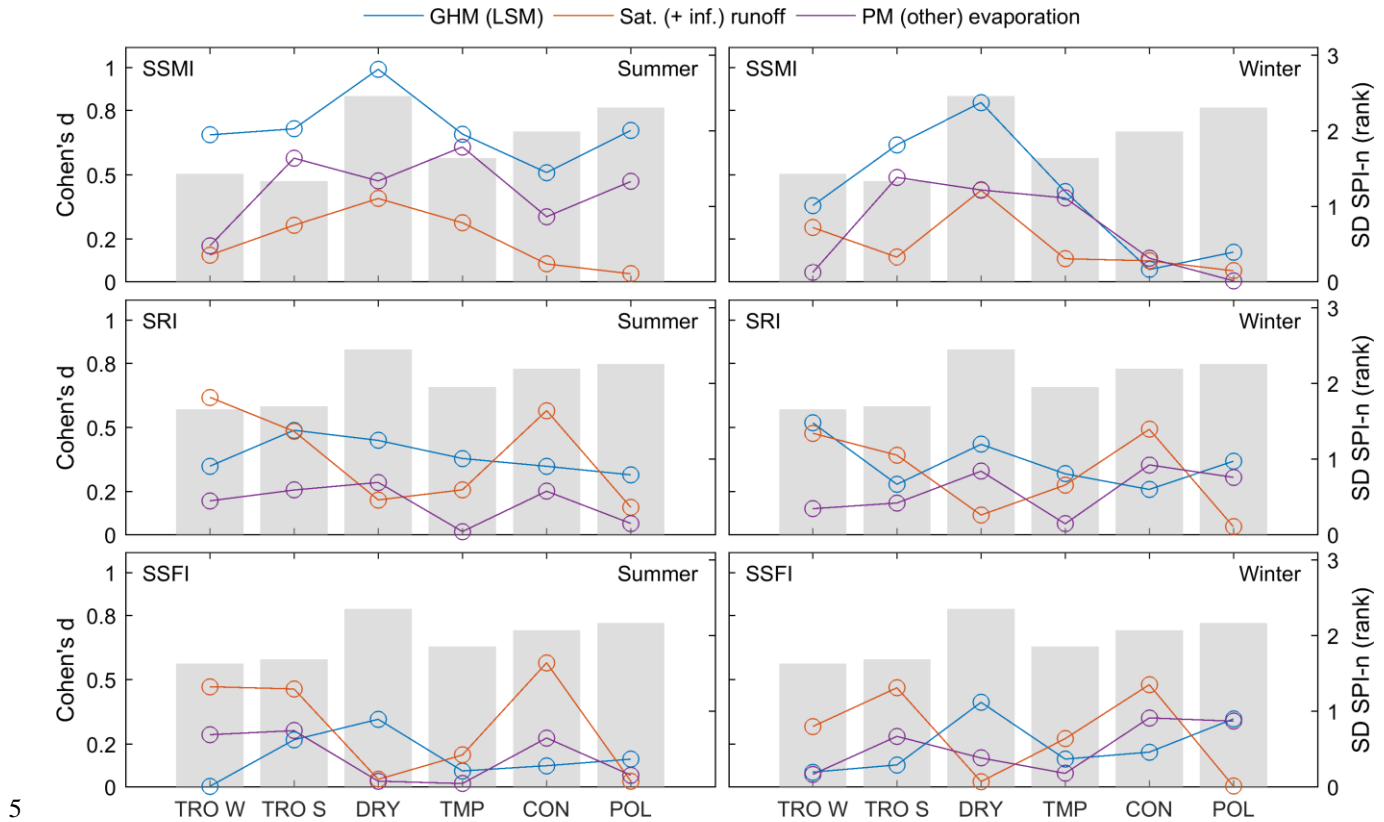 GHM (LSM) Sat. (+ inf.) runoff PM (other) evaporation
SSMI Summer
SSMI Winter
Cohen's d
1
0.8
0.5
0.2
0
3
2
1
0
SD SPI-n (rank)
SRI Summer
SRI Winter
Cohen's d
1
0.8
0.5
0.2
0
3
2
1
0
SD SPI-n (rank)
SSFI Summer
SSFI Winter
Cohen's d
1
0.8
0.5
0.2
0
3
2
1
0
SD SPI-n (rank)
5
TRO W TRO S DRY TMP CON POL
TRO W TRO S DRY TMP CON POL